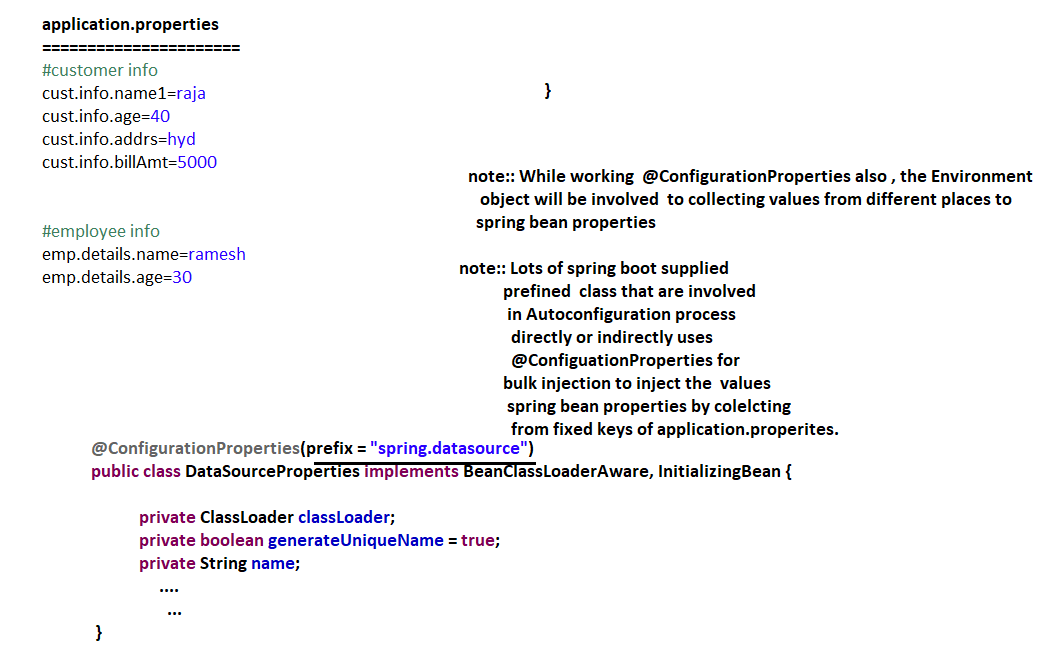 application.properties
======================
#customer info
cust.info.name1=raja
cust.info.age=40
cust.info.addrs=hyd
cust.info.billAmt=5000
#employee info
emp.details.name=ramesh
emp.details.age=30
}
note:: While working @ConfigurationProperties also , the Environment
object will be involved to collecting values from different places to
spring bean properties
note:: Lots of spring boot supplied
prefined class that are involved
in Autoconfiguration process
directly or indirectly uses
@ConfiguationProperties for
bulk injection to inject the values
spring bean properties by colelcting
from fixed keys of application.properites.
@ConfigurationProperties(prefix = "spring.datasource")
public class DataSourceProperties implements BeanClassLoaderAware, InitializingBean {
private ClassLoader classLoader;
private boolean generateUniqueName = true;
private String name;
....
...
}